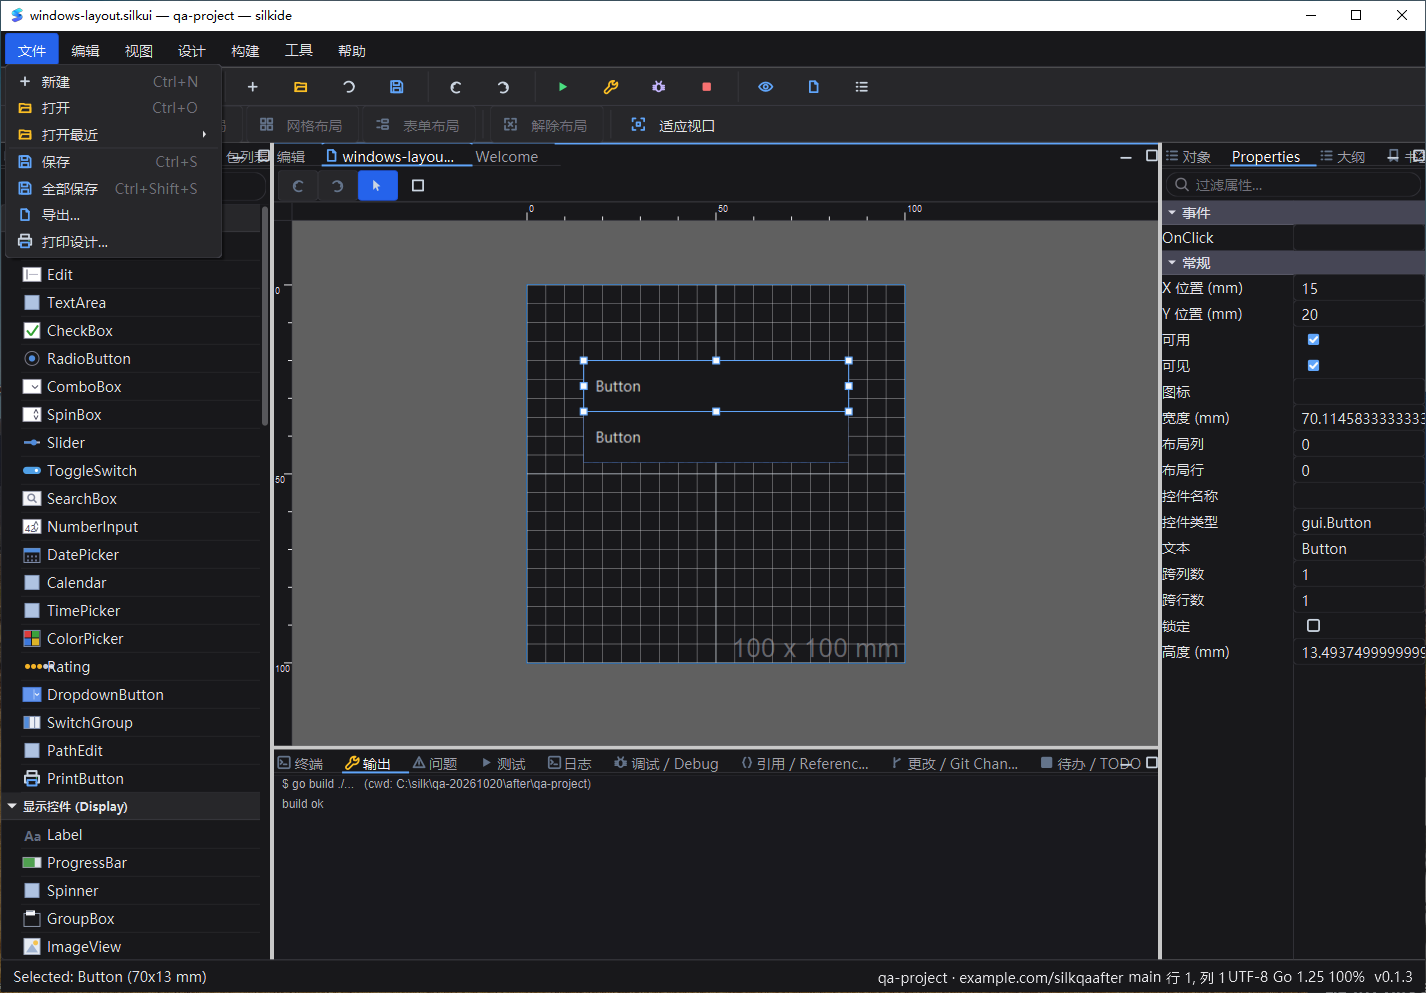 windows-layout.silkui — qa-project — silkide
文件 编辑 视图 设计 构建 工具 帮助
新建 Ctrl+N
打开 Ctrl+O
打开最近
保存 Ctrl+S
全部保存 Ctrl+Shift+S
导出...
打印设计...
网格布局 表单布局 解除布局 适应视口
包列表
编辑 windows-layou... Welcome
对象 Properties 大纲
过滤属性...
0 50 100
0
50
100
Edit
TextArea
CheckBox
RadioButton
ComboBox
SpinBox
Slider
ToggleSwitch
SearchBox
NumberInput
DatePicker
Calendar
TimePicker
ColorPicker
Rating
DropdownButton
SwitchGroup
PathEdit
PrintButton
显示控件 (Display)
Label
ProgressBar
Spinner
GroupBox
ImageView
Button
Button
100 x 100 mm
事件
OnClick
常规
X 位置 (mm) 15
Y 位置 (mm) 20
可用
可见
图标
宽度 (mm) 70.1145833333333
布局列 0
布局行 0
控件名称
控件类型 gui.Button
文本 Button
跨列数 1
跨行数 1
锁定
高度 (mm) 13.4937499999999
终端 输出 问题 测试 日志 调试 / Debug 引用 / Referenc... 更改 / Git Chan... 待办 / TODO
$ go build ./... (cwd: C:\silk\qa-20261020\after\qa-project)
build ok
Selected: Button (70x13 mm)
qa-project · example.com/silkqaafter main 行 1, 列 1 UTF-8 Go 1.25 100% v0.1.3